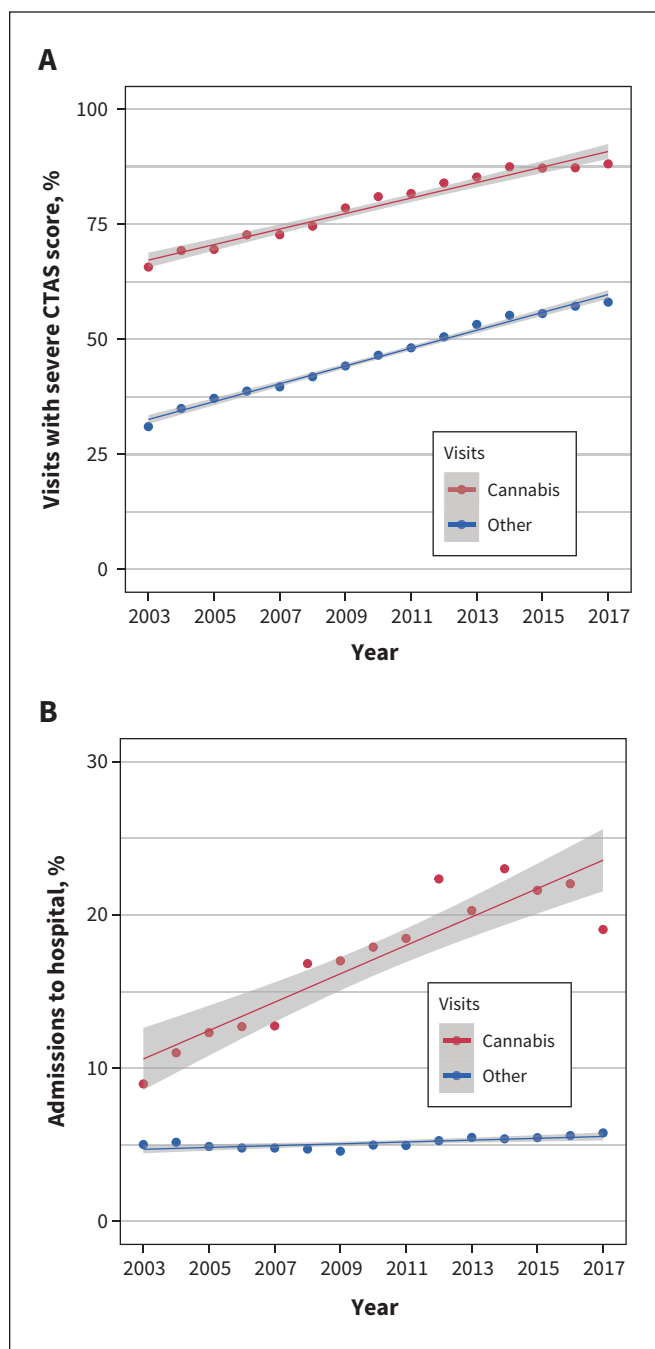 A
Visits with severe CTAS score, %
100
75
50
25
0
Visits
Cannabis
Other
2003 2005 2007 2009 2011 2013 2015 2017
Year
B
Admissions to hospital, %
30
20
10
0
Visits
Cannabis
Other
2003 2005 2007 2009 2011 2013 2015 2017
Year